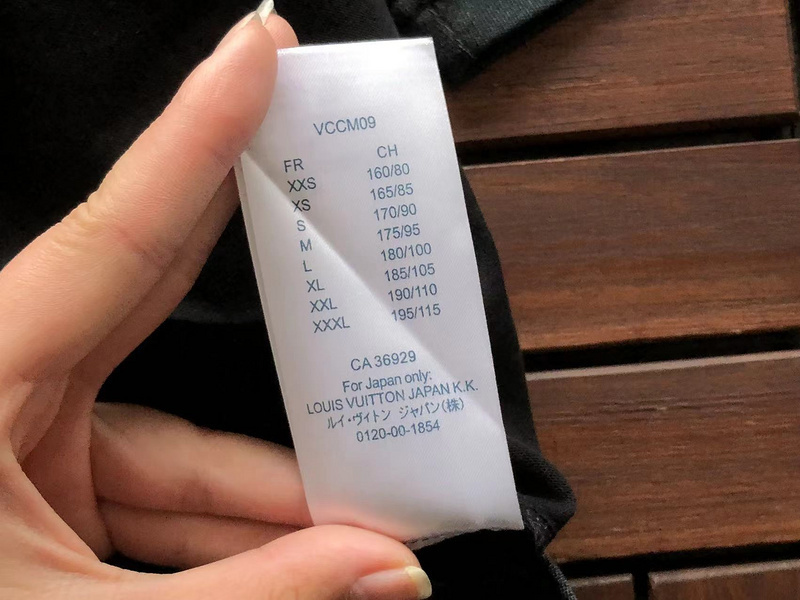 VCCM09
FR CH
XXS 160/80
XS 165/85
S 170/90
M 175/95
L 180/100
XL 185/105
XXL 190/110
XXXL 195/115
CA 36929
For Japan only:
LOUIS VUITTON JAPAN K.K.
ルイ・ヴィトン ジャパン(株)
0120-00-1854